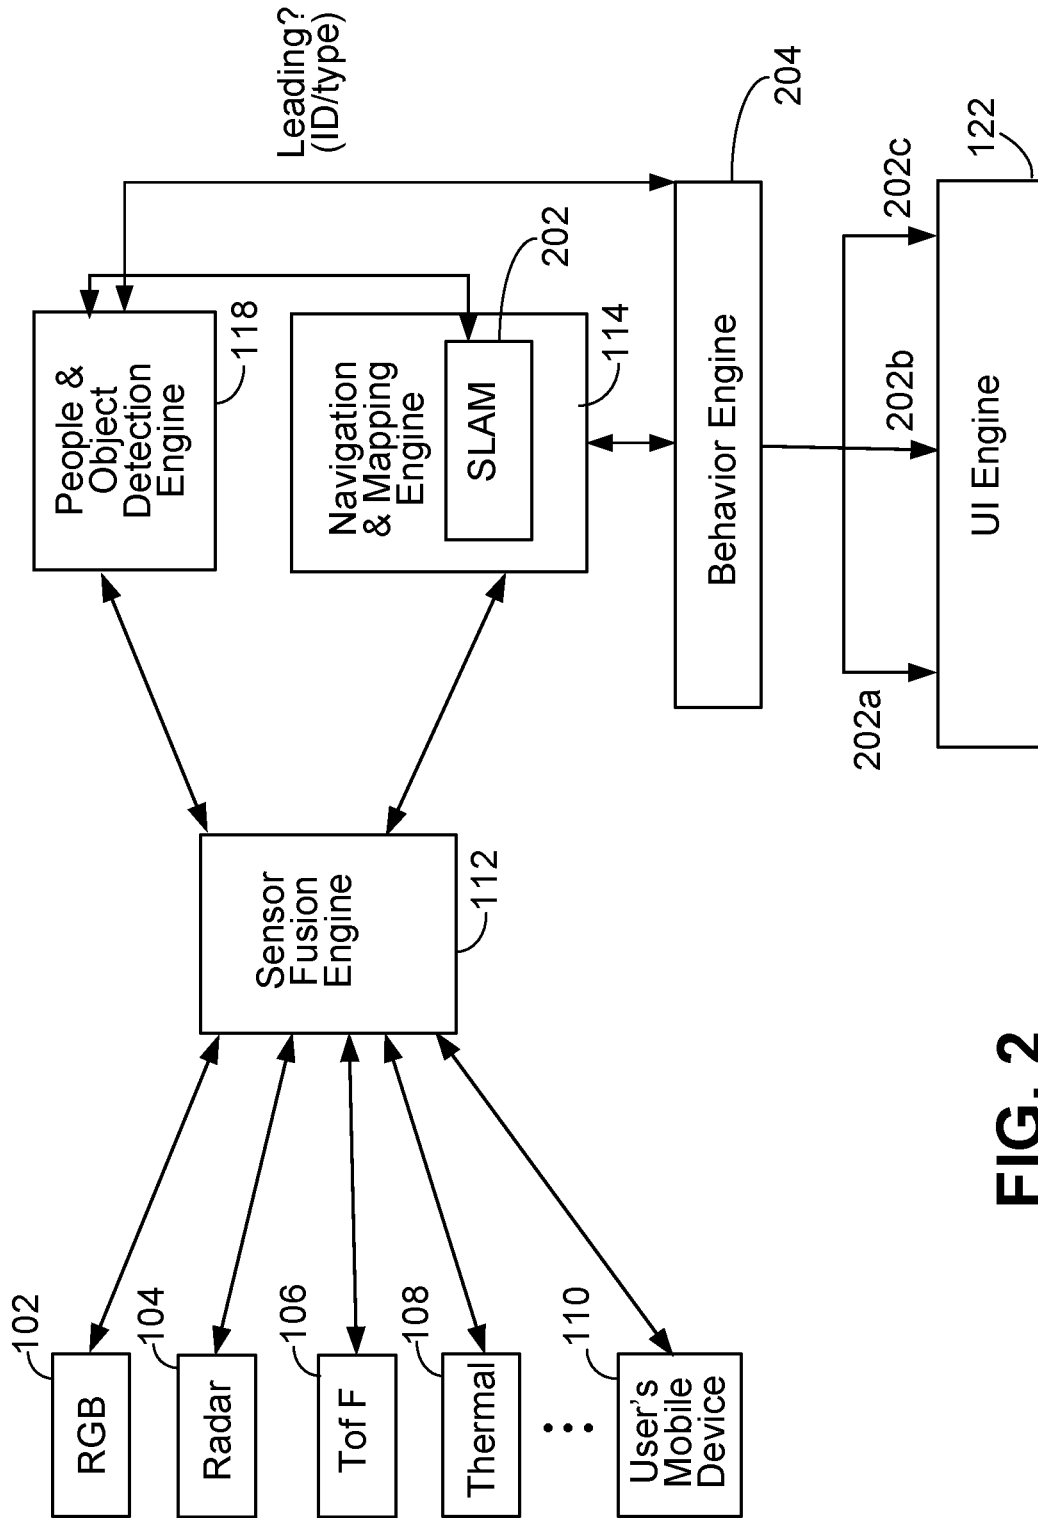 102
RGB
104
Radar
106
Tof F
108
Thermal
110
User's
Mobile
Device
Sensor
Fusion
Engine
112
People &
Object
Detection
Engine
118
Navigation
& Mapping
Engine
SLAM
202
114
Leading?
(ID/type)
Behavior Engine
204
202a
202b
202c
UI Engine
122
FIG. 2